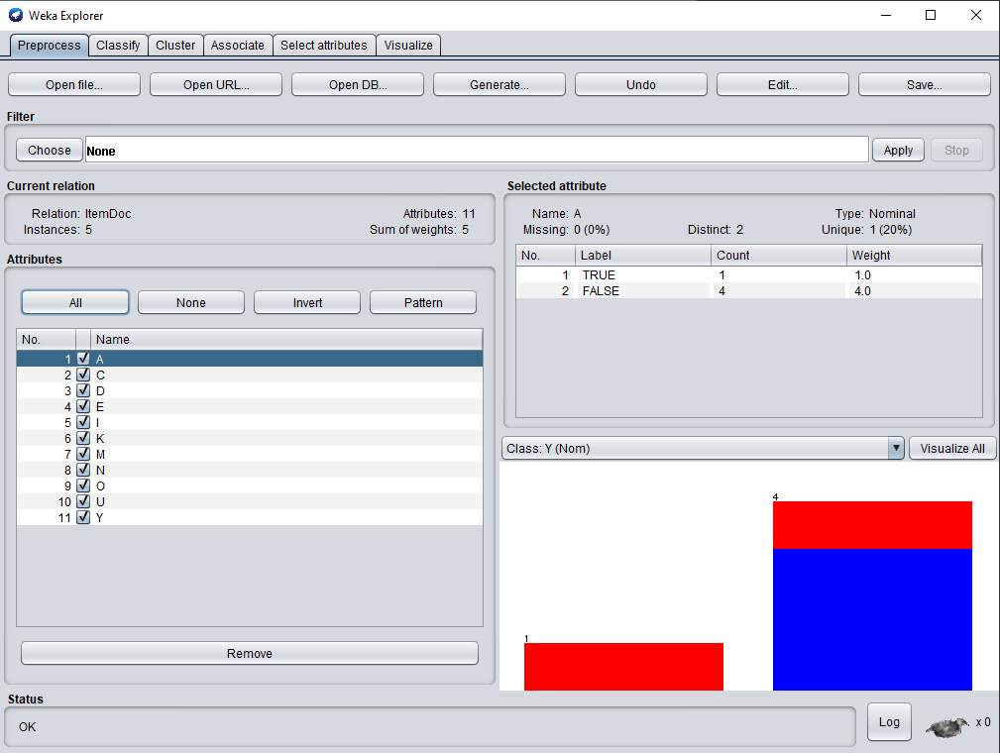 Weka Explorer
Preprocess Classify Cluster Associate Select attributes Visualize
Open file... Open URL... Open DB... Generate... Undo Edit... Save...
Filter
Choose None Apply Stop
Current relation
Relation: ItemDoc Attributes: 11
Instances: 5 Sum of weights: 5
Attributes
All None Invert Pattern
No. Name
1 A
2 C
3 D
4 E
5 I
6 K
7 M
8 N
9 O
10 U
11 Y
Remove
Selected attribute
Name: A Type: Nominal
Missing: 0 (0%) Distinct: 2 Unique: 1 (20%)
No. Label Count Weight
1 TRUE 1 1.0
2 FALSE 4 4.0
Class: Y (Nom) Visualize All
4
1
Status
OK
Log x 0